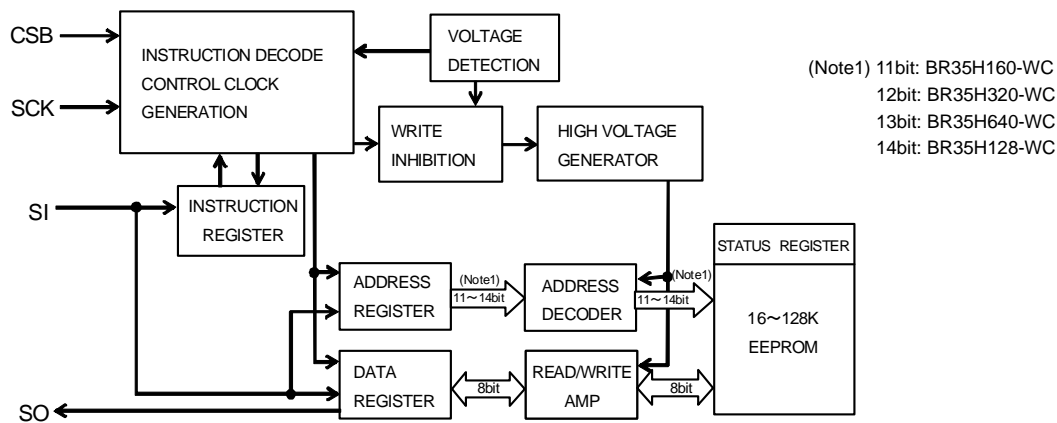 CSB
SCK
SI
SO
INSTRUCTION DECODE
CONTROL CLOCK
GENERATION
VOLTAGE
DETECTION
WRITE
INHIBITION
HIGH VOLTAGE
GENERATOR
INSTRUCTION
REGISTER
ADDRESS
REGISTER
(Note1)
11～14bit
ADDRESS
DECODER
(Note1)
11～14bit
DATA
REGISTER
8bit
READ/WRITE
AMP
8bit
STATUS REGISTER
16～128K
EEPROM
(Note1) 11bit: BR35H160-WC
12bit: BR35H320-WC
13bit: BR35H640-WC
14bit: BR35H128-WC